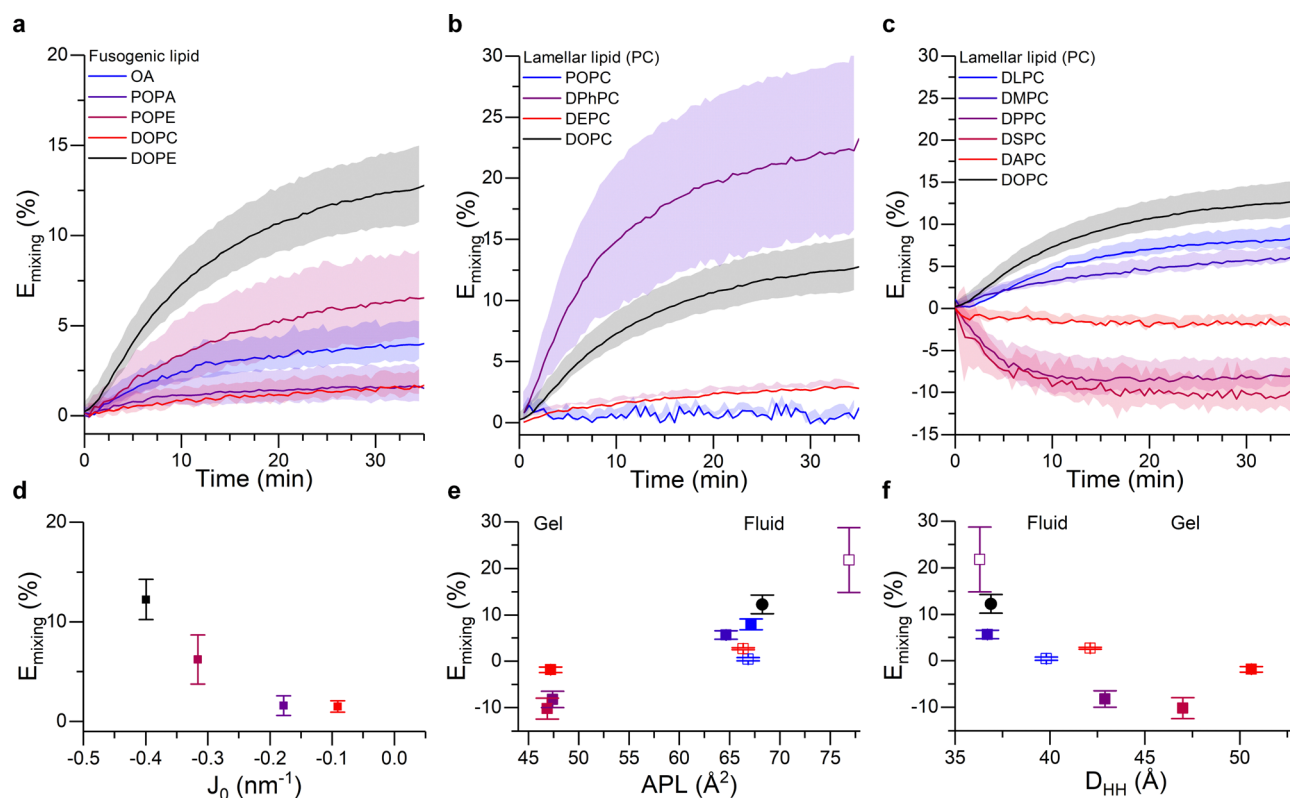 a
Fusogenic lipid
OA
POPA
POPE
DOPC
DOPE
20
15
10
5
0
E_mixing (%)
0 10 20 30
Time (min)
b
Lamellar lipid (PC)
POPC
DPhPC
DEPC
DOPC
30
25
20
15
10
5
0
E_mixing (%)
0 10 20 30
Time (min)
c
Lamellar lipid (PC)
DLPC
DMPC
DPPC
DSPC
DAPC
DOPC
30
25
20
15
10
5
0
-5
-10
-15
E_mixing (%)
0 10 20 30
Time (min)
d
20
10
0
E_mixing (%)
-0.5 -0.4 -0.3 -0.2 -0.1 0.0
J₀ (nm⁻¹)
e
Gel Fluid
30
20
10
0
-10
E_mixing (%)
45 50 55 60 65 70 75
APL (Å²)
f
Fluid Gel
30
20
10
0
-10
E_mixing (%)
35 40 45 50
D_HH (Å)